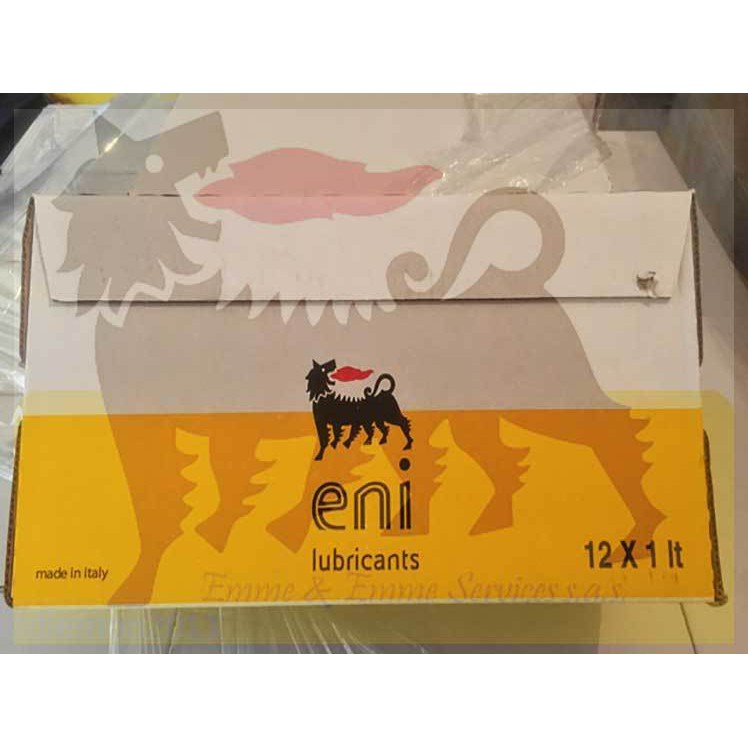 eni
lubricants
12 X 1 lt
made in italy
Emme & Emme Services s.a.s.